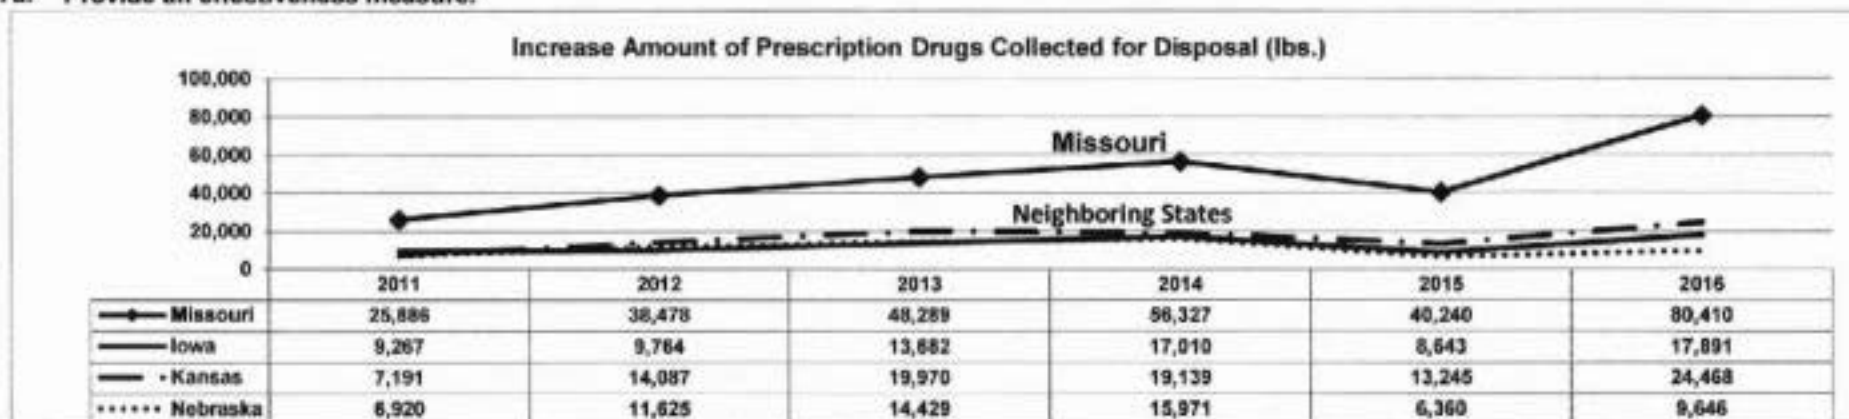 Increase Amount of Prescription Drugs Collected for Disposal (lbs.)
100,000
80,000
60,000
40,000
20,000
0
Missouri
Neighboring States
2011 2012 2013 2014 2015 2016
Missouri 25,886 38,478 48,289 56,327 40,240 80,410
Iowa 9,267 9,764 13,682 17,010 8,643 17,891
Kansas 7,191 14,087 19,970 19,139 13,245 24,468
Nebraska 6,920 11,625 14,429 15,971 6,360 9,646